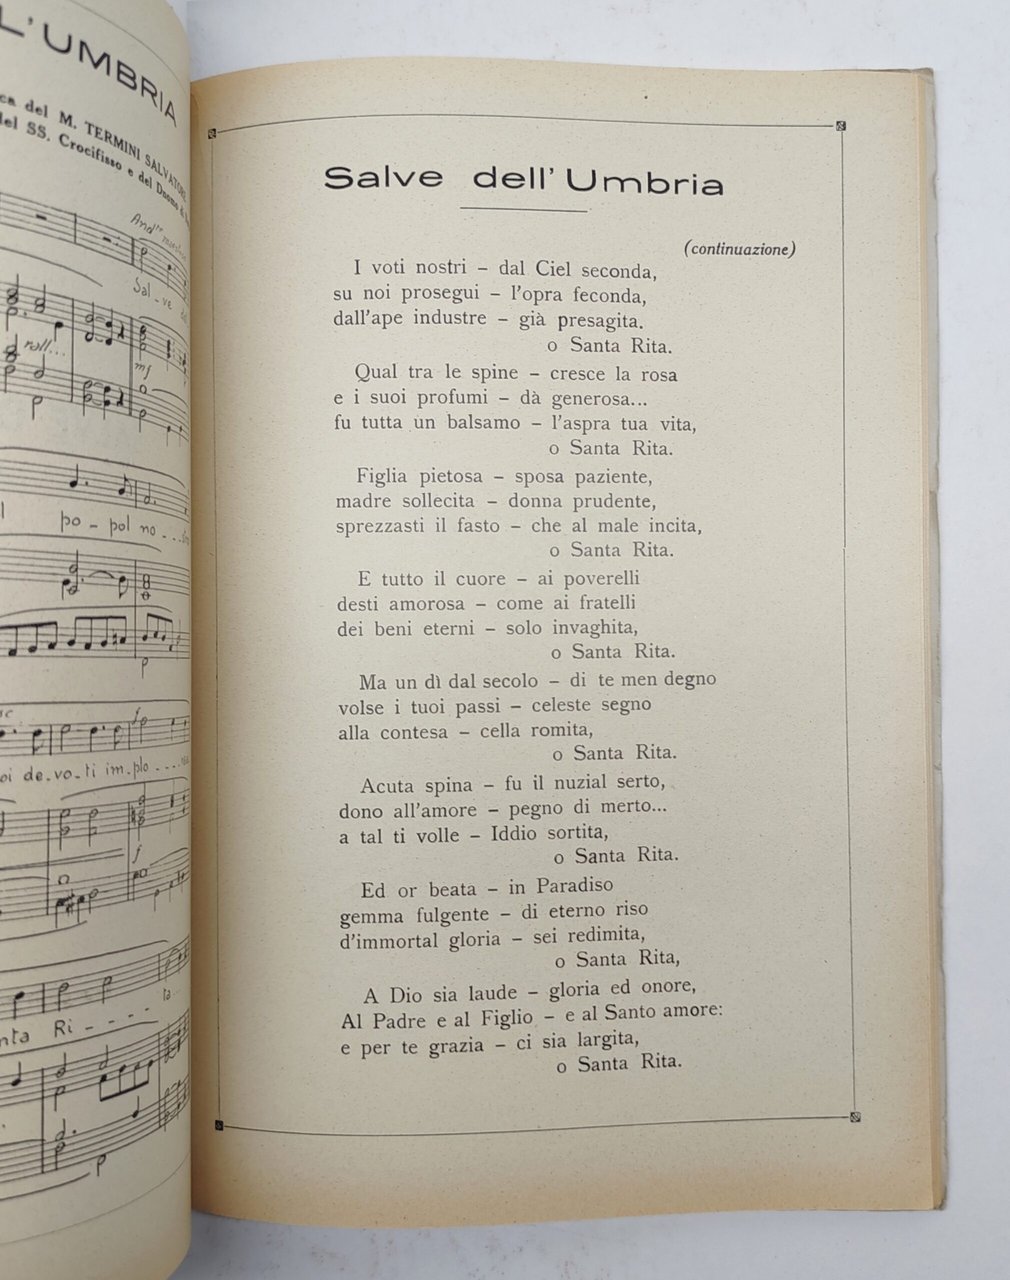 L'UMBRIA
del M. TERMINI SALVATORE
del SS. Crocifisso e del Duomo di
And.te maestoso
Sal - ve
roll...
mf
po - pol no - - -
f
oi de - vo - ti im - plo - - - -
f
ta...
Ri - - - -
Salve dell'Umbria
(continuazione)
I voti nostri – dal Ciel seconda,
su noi prosegui – l'opra feconda,
dall'ape industre – già presagita.
o Santa Rita.
Qual tra le spine – cresce la rosa
e i suoi profumi – dà generosa...
fu tutta un balsamo – l'aspra tua vita,
o Santa Rita.
Figlia pietosa – sposa paziente,
madre sollecita – donna prudente,
sprezzasti il fasto – che al male incita,
o Santa Rita.
E tutto il cuore – ai poverelli
desti amorosa – come ai fratelli
dei beni eterni – solo invaghita,
o Santa Rita.
Ma un dì dal secolo – di te men degno
volse i tuoi passi – celeste segno
alla contesa – cella romita,
o Santa Rita.
Acuta spina – fu il nuzial serto,
dono all'amore – pegno di merto...
a tal ti volle – Iddio sortita,
o Santa Rita.
Ed or beata – in Paradiso
gemma fulgente – di eterno riso
d'immortal gloria – sei redimita,
o Santa Rita,
A Dio sia laude – gloria ed onore,
Al Padre e al Figlio – e al Santo amore:
e per te grazia – ci sia largita,
o Santa Rita.